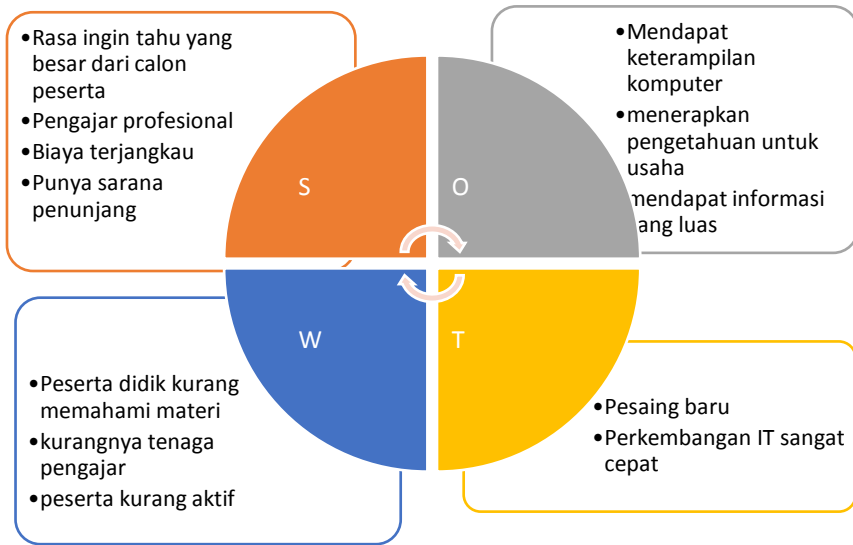 •Rasa ingin tahu yang
besar dari calon
peserta
•Pengajar profesional
•Biaya terjangkau
•Punya sarana
penunjang
S
•Mendapat
keterampilan
komputer
•menerapkan
pengetahuan untuk
usaha
•mendapat informasi
yang luas
O
W
•Peserta didik kurang
memahami materi
•kurangnya tenaga
pengajar
•peserta kurang aktif
T
•Pesaing baru
•Perkembangan IT sangat
cepat